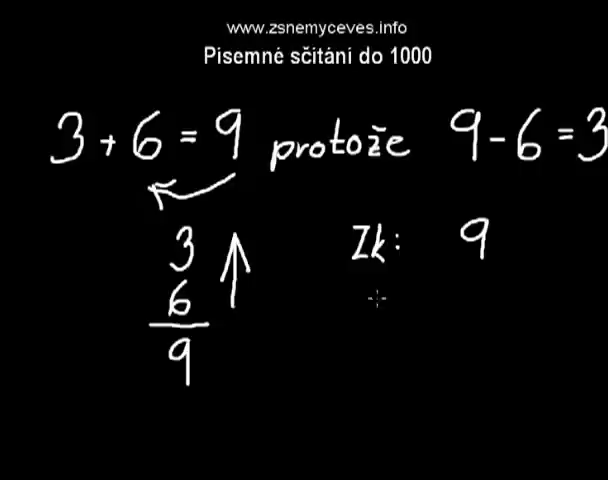 www.zsnemyceves.info
Písemné sčítání do 1000
3 + 6 = 9 protože 9 - 6 = 3
3
Zk: 9
6
9